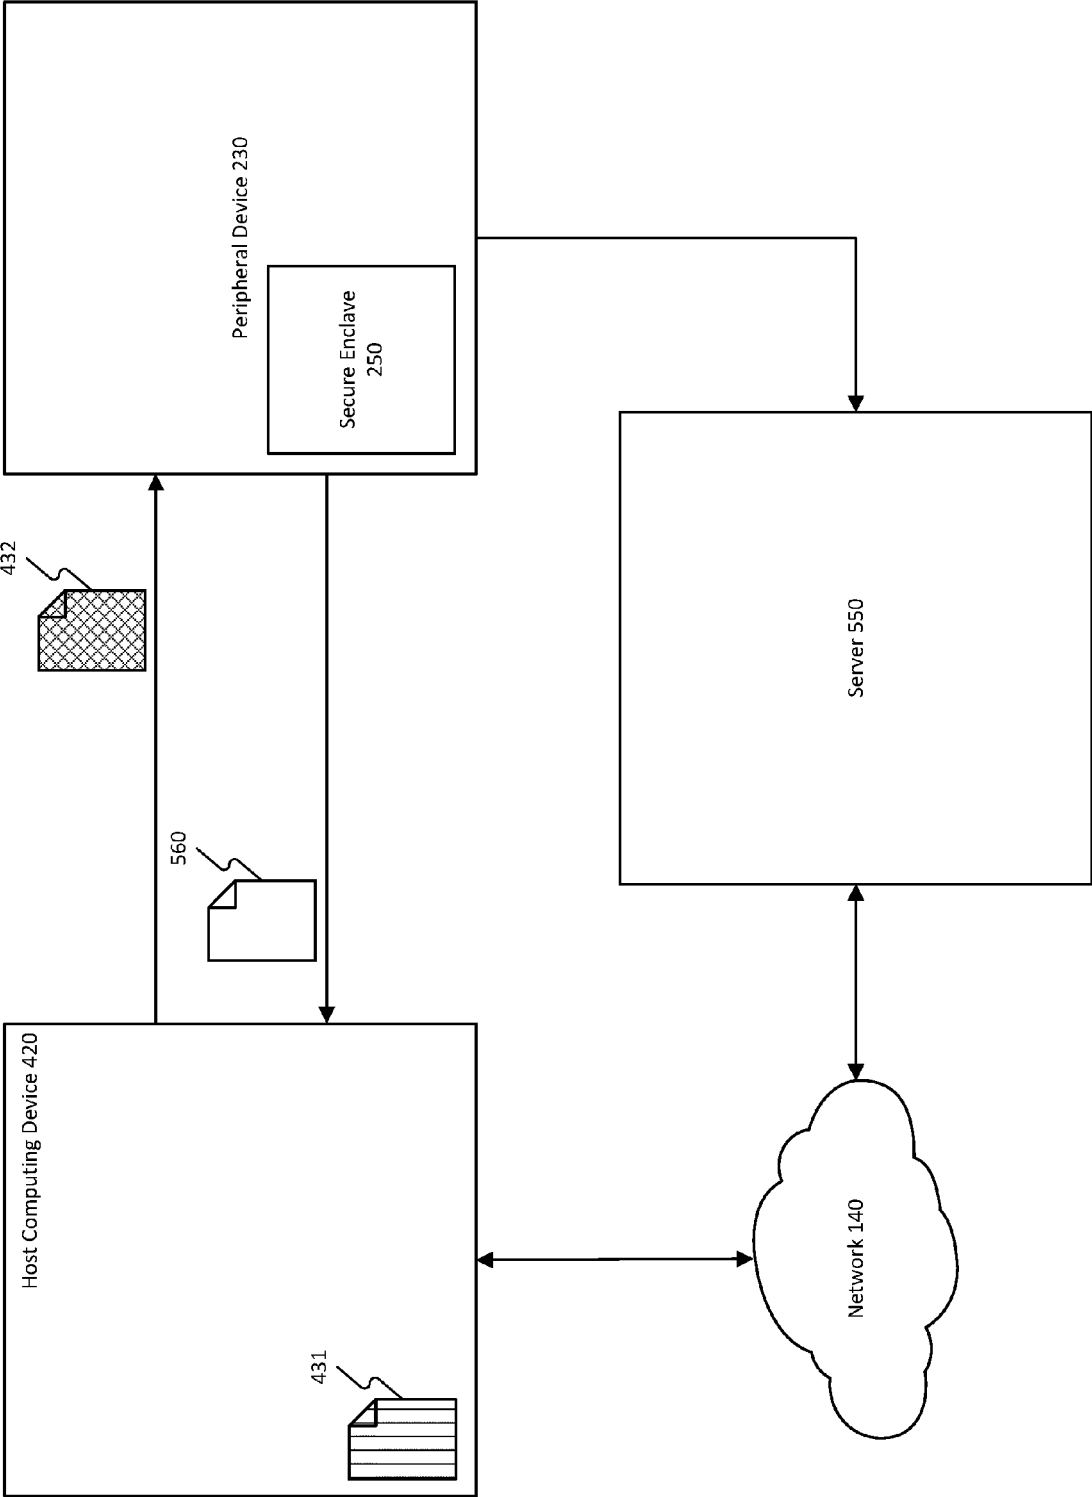 Host Computing Device 420
431
560
432
Peripheral Device 230
Secure Enclave
250
Network 140
Server 550